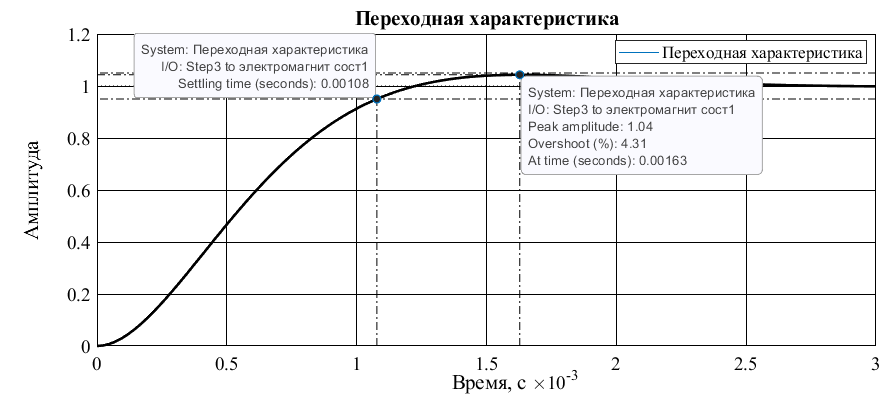 Переходная характеристика
System: Переходная характеристика
I/O: Step3 to электромагнит сост1
Settling time (seconds): 0.00108
Переходная характеристика
System: Переходная характеристика
I/O: Step3 to электромагнит сост1
Peak amplitude: 1.04
Overshoot (%): 4.31
At time (seconds): 0.00163
Амплитуда
1.2
1
0.8
0.6
0.4
0.2
0
0 0.5 1 1.5 2 2.5 3
Время, с ×10⁻³